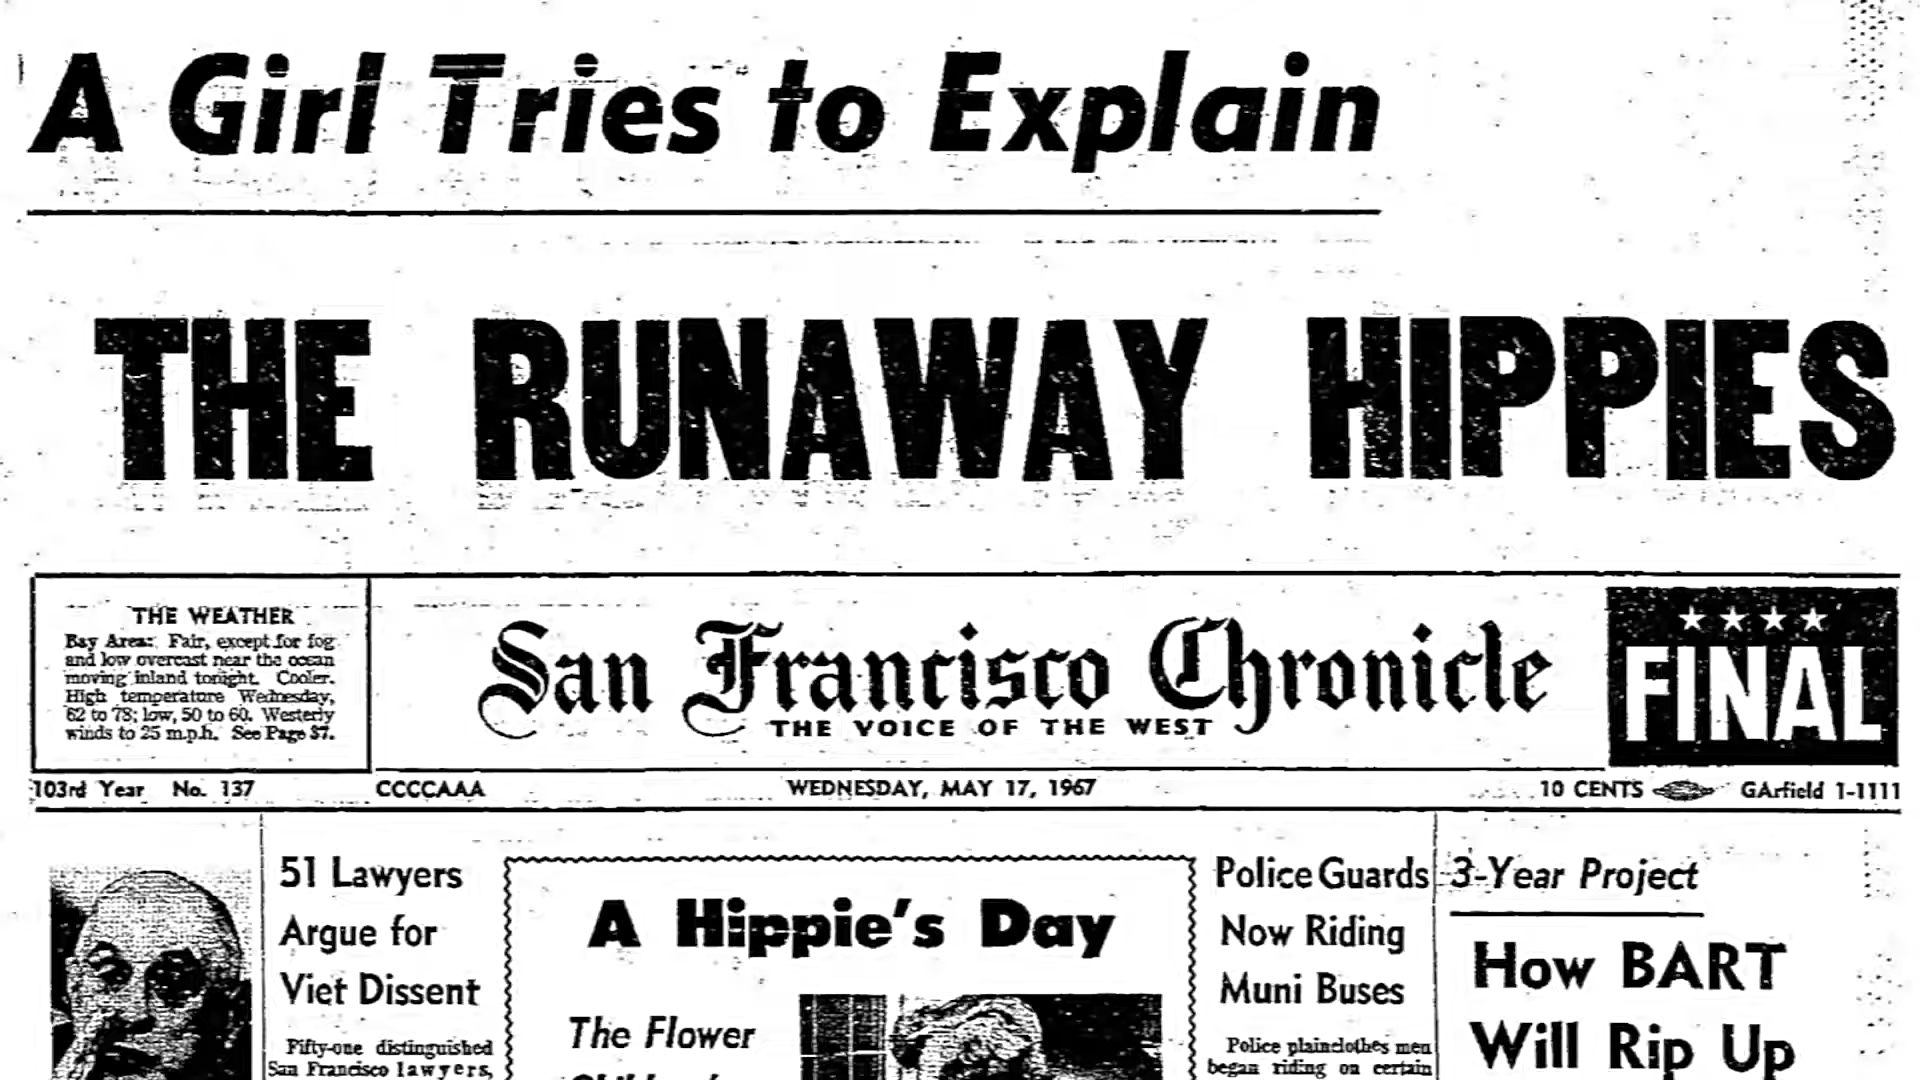 A Girl Tries to Explain
THE RUNAWAY HIPPIES
THE WEATHER
Bay Area: Fair, except for fog
and low overcast near the ocean
moving inland tonight. Cooler.
High temperature Wednesday,
62 to 78; low, 50 to 60. Westerly
winds to 25 m.p.h. See Page 37.
San Francisco Chronicle
THE VOICE OF THE WEST
★★★★
FINAL
103rd Year No. 137 CCCCAAA WEDNESDAY, MAY 17, 1967 10 CENTS GArfield 1-1111
51 Lawyers
Argue for
Viet Dissent
Fifty-one distinguished
San Francisco lawyers,
A Hippie's Day
The Flower
Police Guards
Now Riding
Muni Buses
Police plainclothes men
began riding on certain
3-Year Project
How BART
Will Rip Up